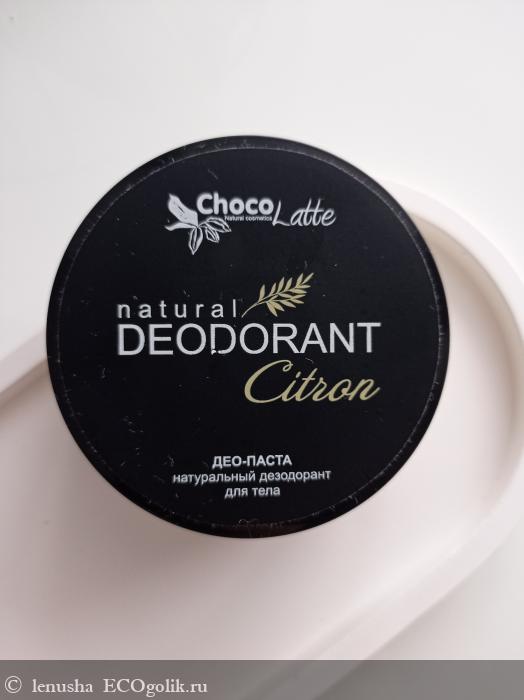 Choco Latte
Natural cosmetics
natural
DEODORANT
Citron
ДЕО-ПАСТА
натуральный дезодорант
для тела
© lenusha ECOgolik.ru